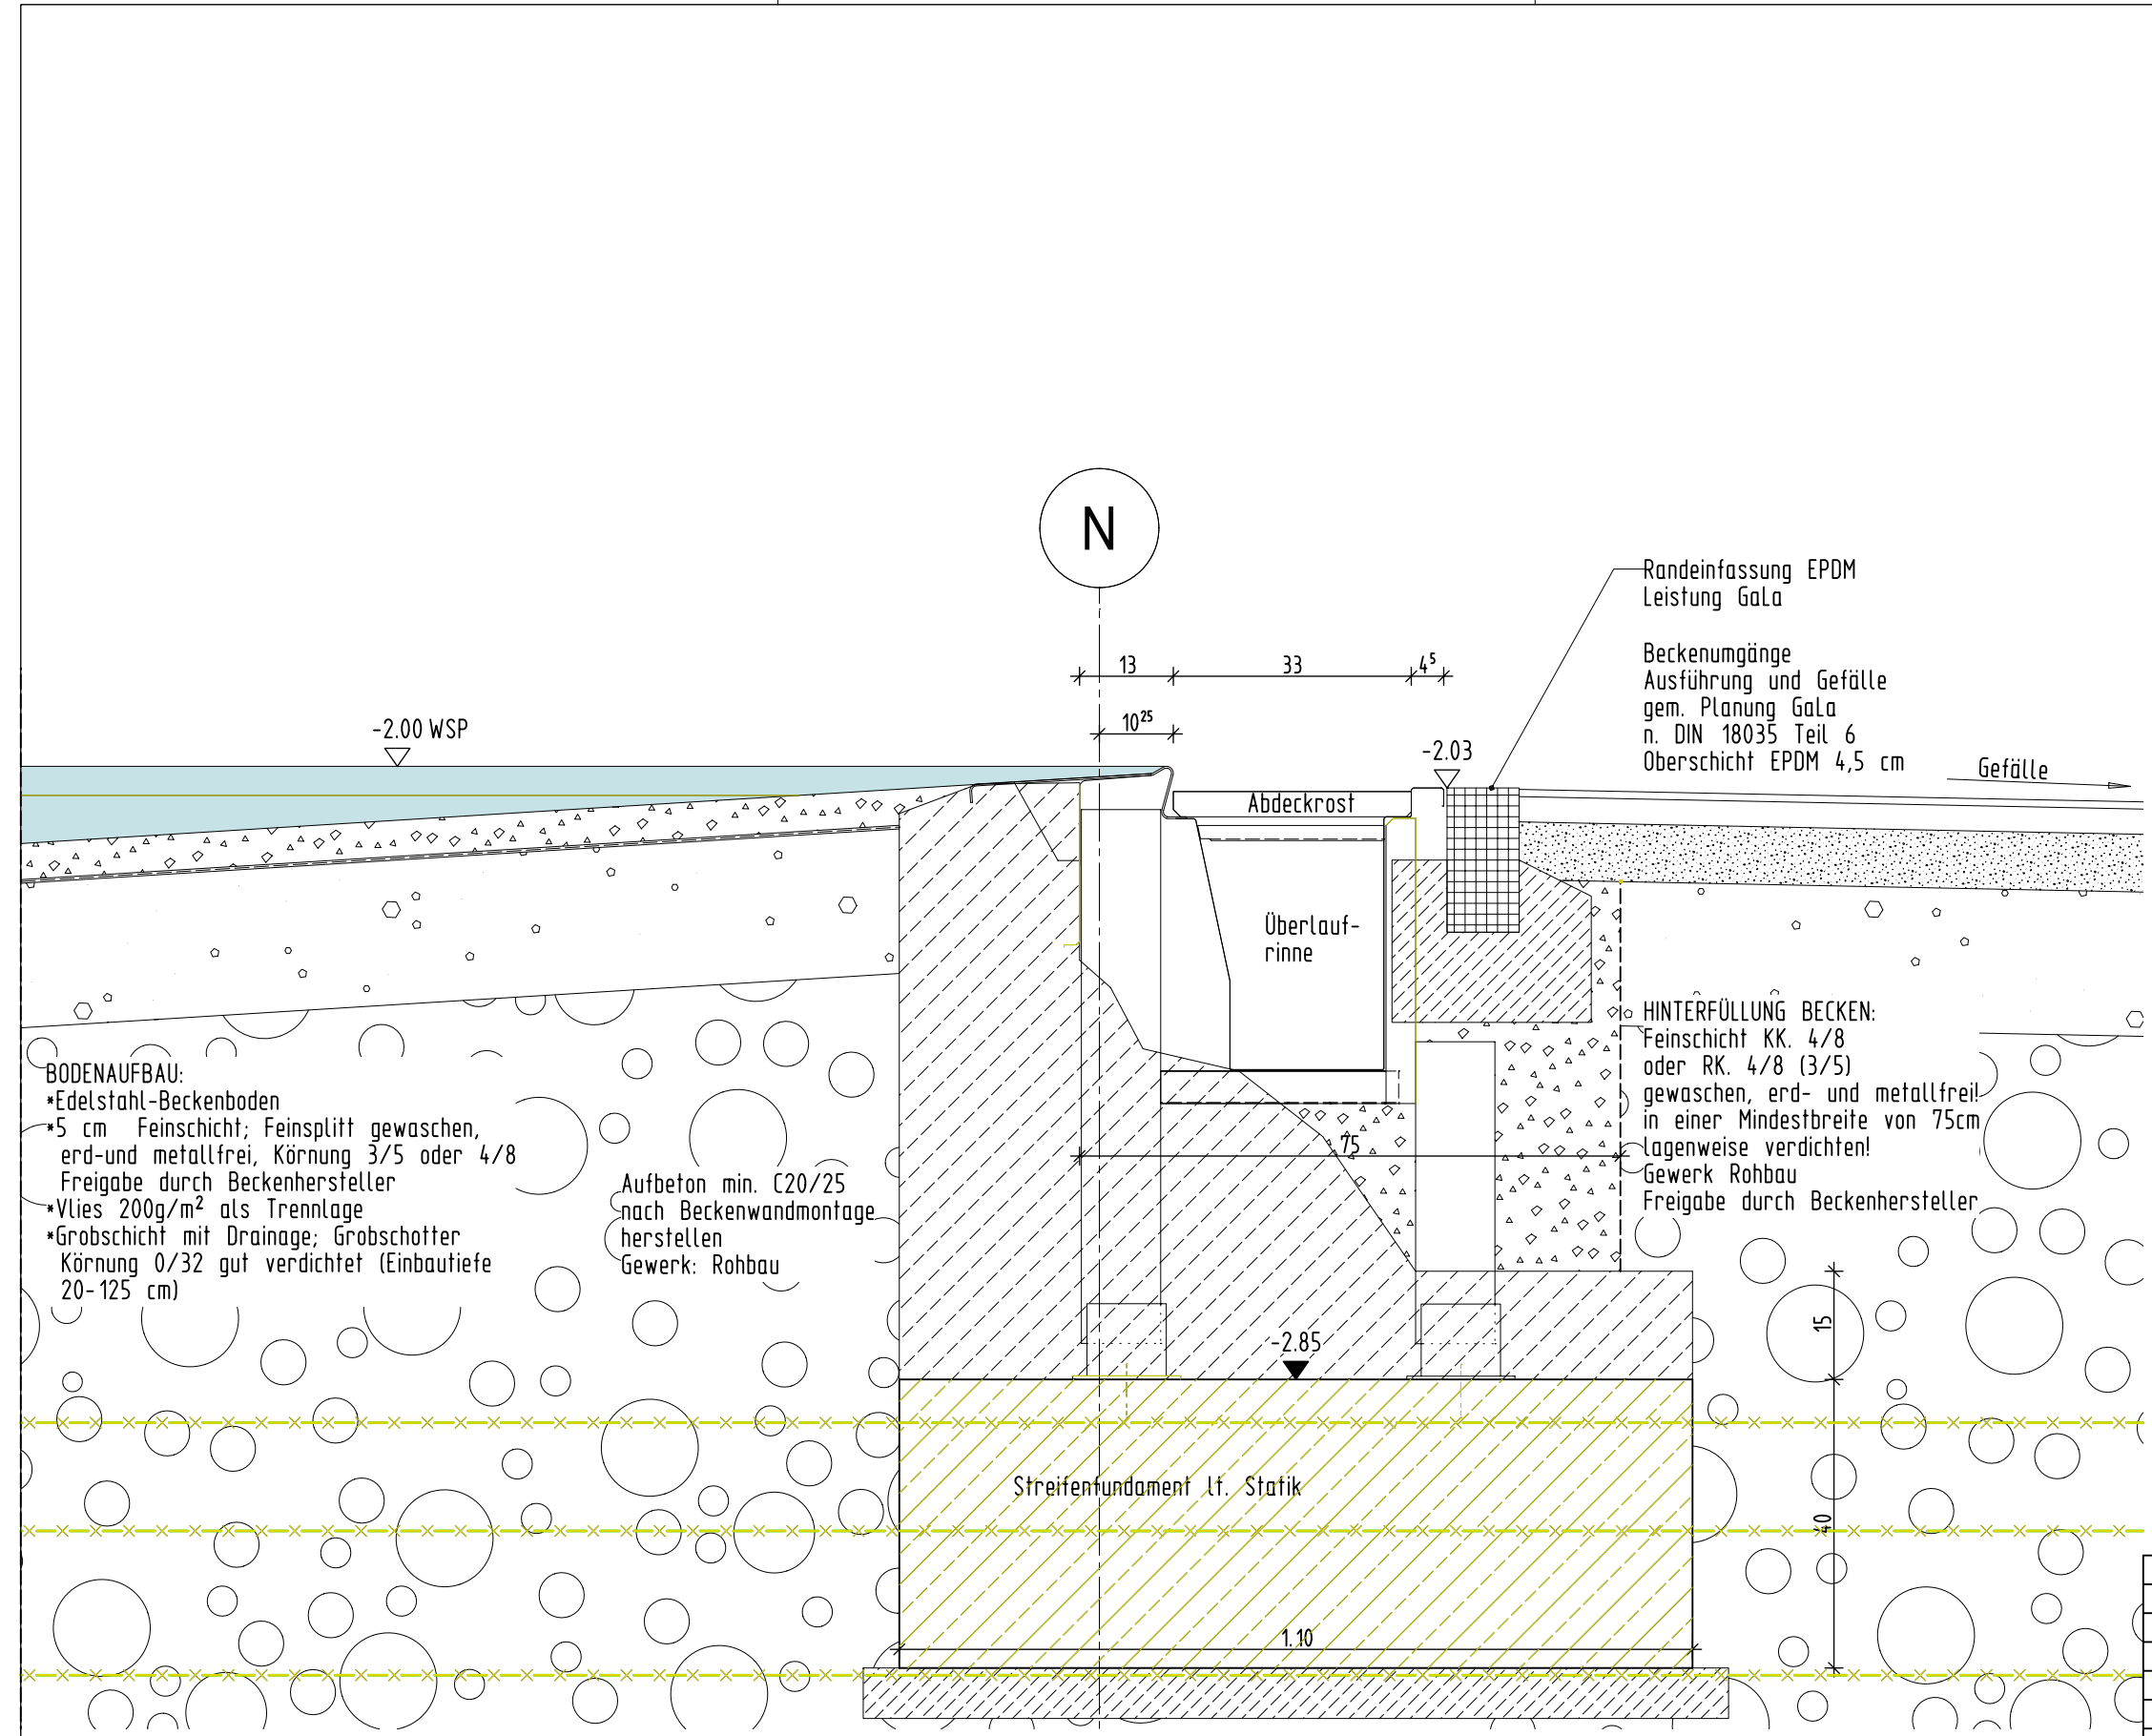 N
Randeinfassung EPDM
Leistung GaLa
Beckenumgänge
Ausführung und Gefälle
gem. Planung GaLa
n. DIN 18035 Teil 6
Oberschicht EPDM 4,5 cm
Gefälle
13
33
4⁵
10²⁵
-2.00 WSP
-2.03
Abdeckrost
Überlauf-
rinne
HINTERFÜLLUNG BECKEN:
Feinschicht KK. 4/8
oder RK. 4/8 (3/5)
gewaschen, erd- und metallfrei!
in einer Mindestbreite von 75cm
lagenweise verdichten!
Gewerk Rohbau
Freigabe durch Beckenhersteller
BODENAUFBAU:
*Edelstahl-Beckenboden
*5 cm Feinschicht; Feinsplitt gewaschen,
erd-und metallfrei, Körnung 3/5 oder 4/8
Freigabe durch Beckenhersteller
*Vlies 200g/m² als Trennlage
*Grobschicht mit Drainage; Grobschotter
Körnung 0/32 gut verdichtet (Einbautiefe
20-125 cm)
Aufbeton min. C20/25
nach Beckenwandmontage
herstellen
Gewerk: Rohbau
75
15
-2.85
Streifenfundament lt. Statik
40
1.10